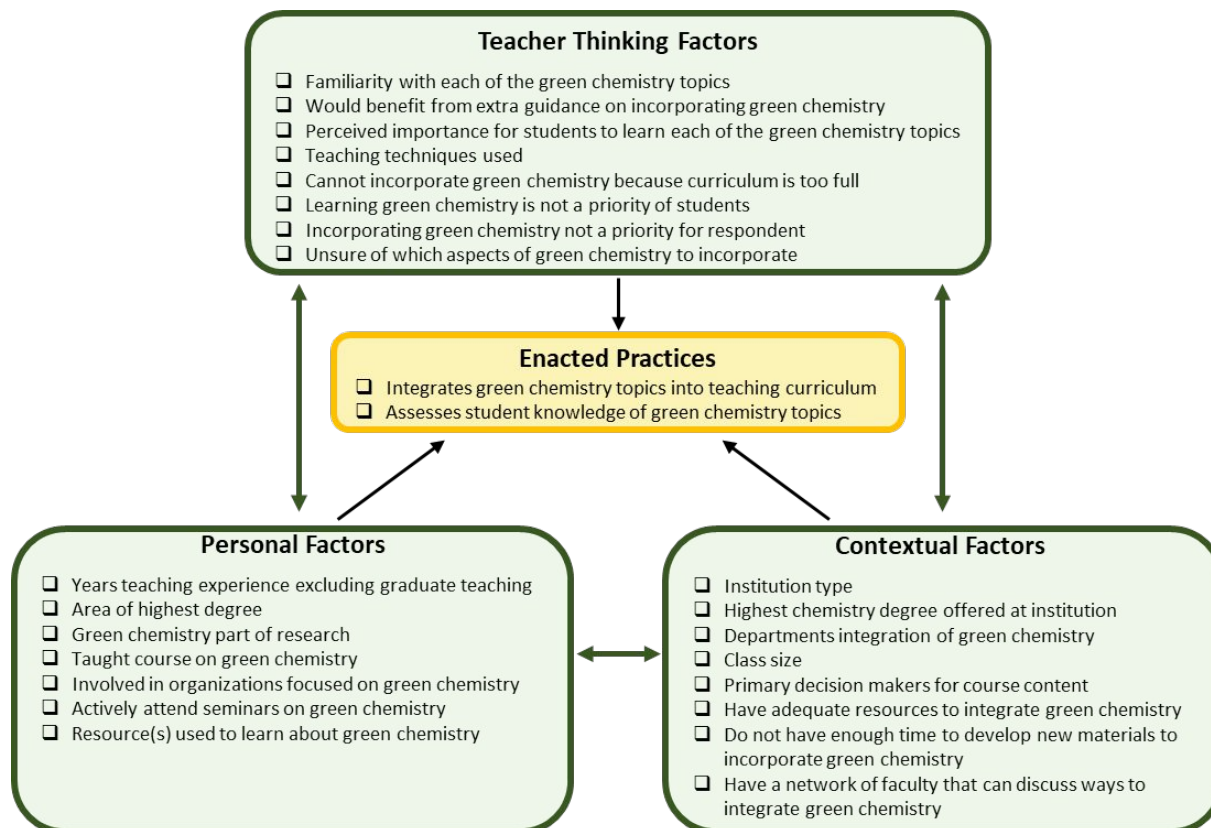 Teacher Thinking Factors
❑ Familiarity with each of the green chemistry topics
❑ Would benefit from extra guidance on incorporating green chemistry
❑ Perceived importance for students to learn each of the green chemistry topics
❑ Teaching techniques used
❑ Cannot incorporate green chemistry because curriculum is too full
❑ Learning green chemistry is not a priority of students
❑ Incorporating green chemistry not a priority for respondent
❑ Unsure of which aspects of green chemistry to incorporate
Enacted Practices
❑ Integrates green chemistry topics into teaching curriculum
❑ Assesses student knowledge of green chemistry topics
Personal Factors
❑ Years teaching experience excluding graduate teaching
❑ Area of highest degree
❑ Green chemistry part of research
❑ Taught course on green chemistry
❑ Involved in organizations focused on green chemistry
❑ Actively attend seminars on green chemistry
❑ Resource(s) used to learn about green chemistry
Contextual Factors
❑ Institution type
❑ Highest chemistry degree offered at institution
❑ Departments integration of green chemistry
❑ Class size
❑ Primary decision makers for course content
❑ Have adequate resources to integrate green chemistry
❑ Do not have enough time to develop new materials to
incorporate green chemistry
❑ Have a network of faculty that can discuss ways to
integrate green chemistry